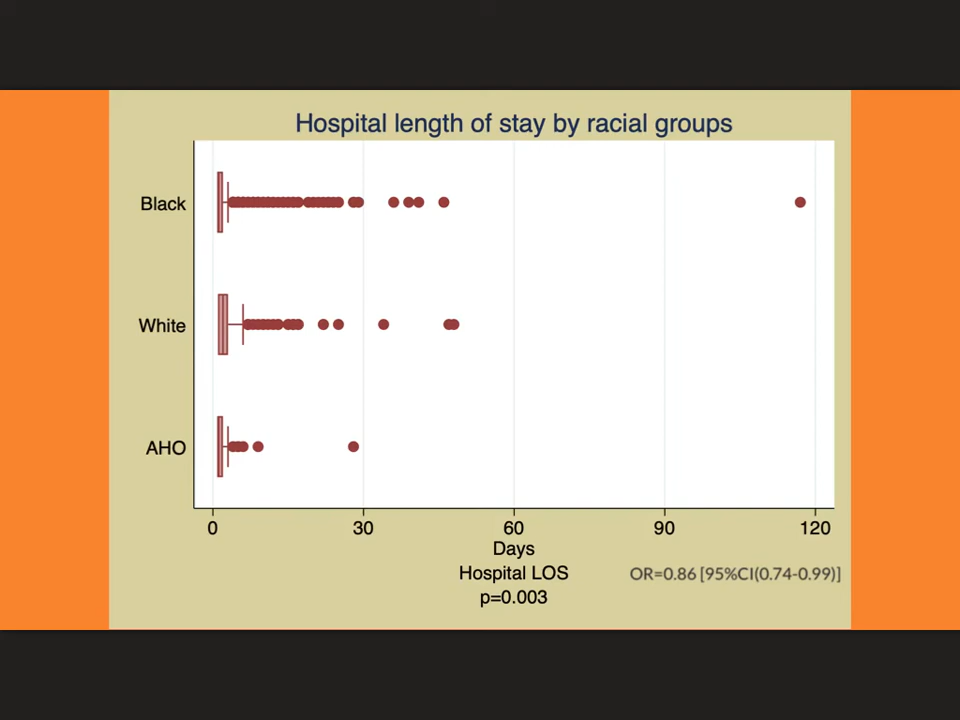 Hospital length of stay by racial groups
Black
White
AHO
0 30 60 90 120
Days
Hospital LOS
OR=0.86 [95%CI(0.74-0.99)]
p=0.003